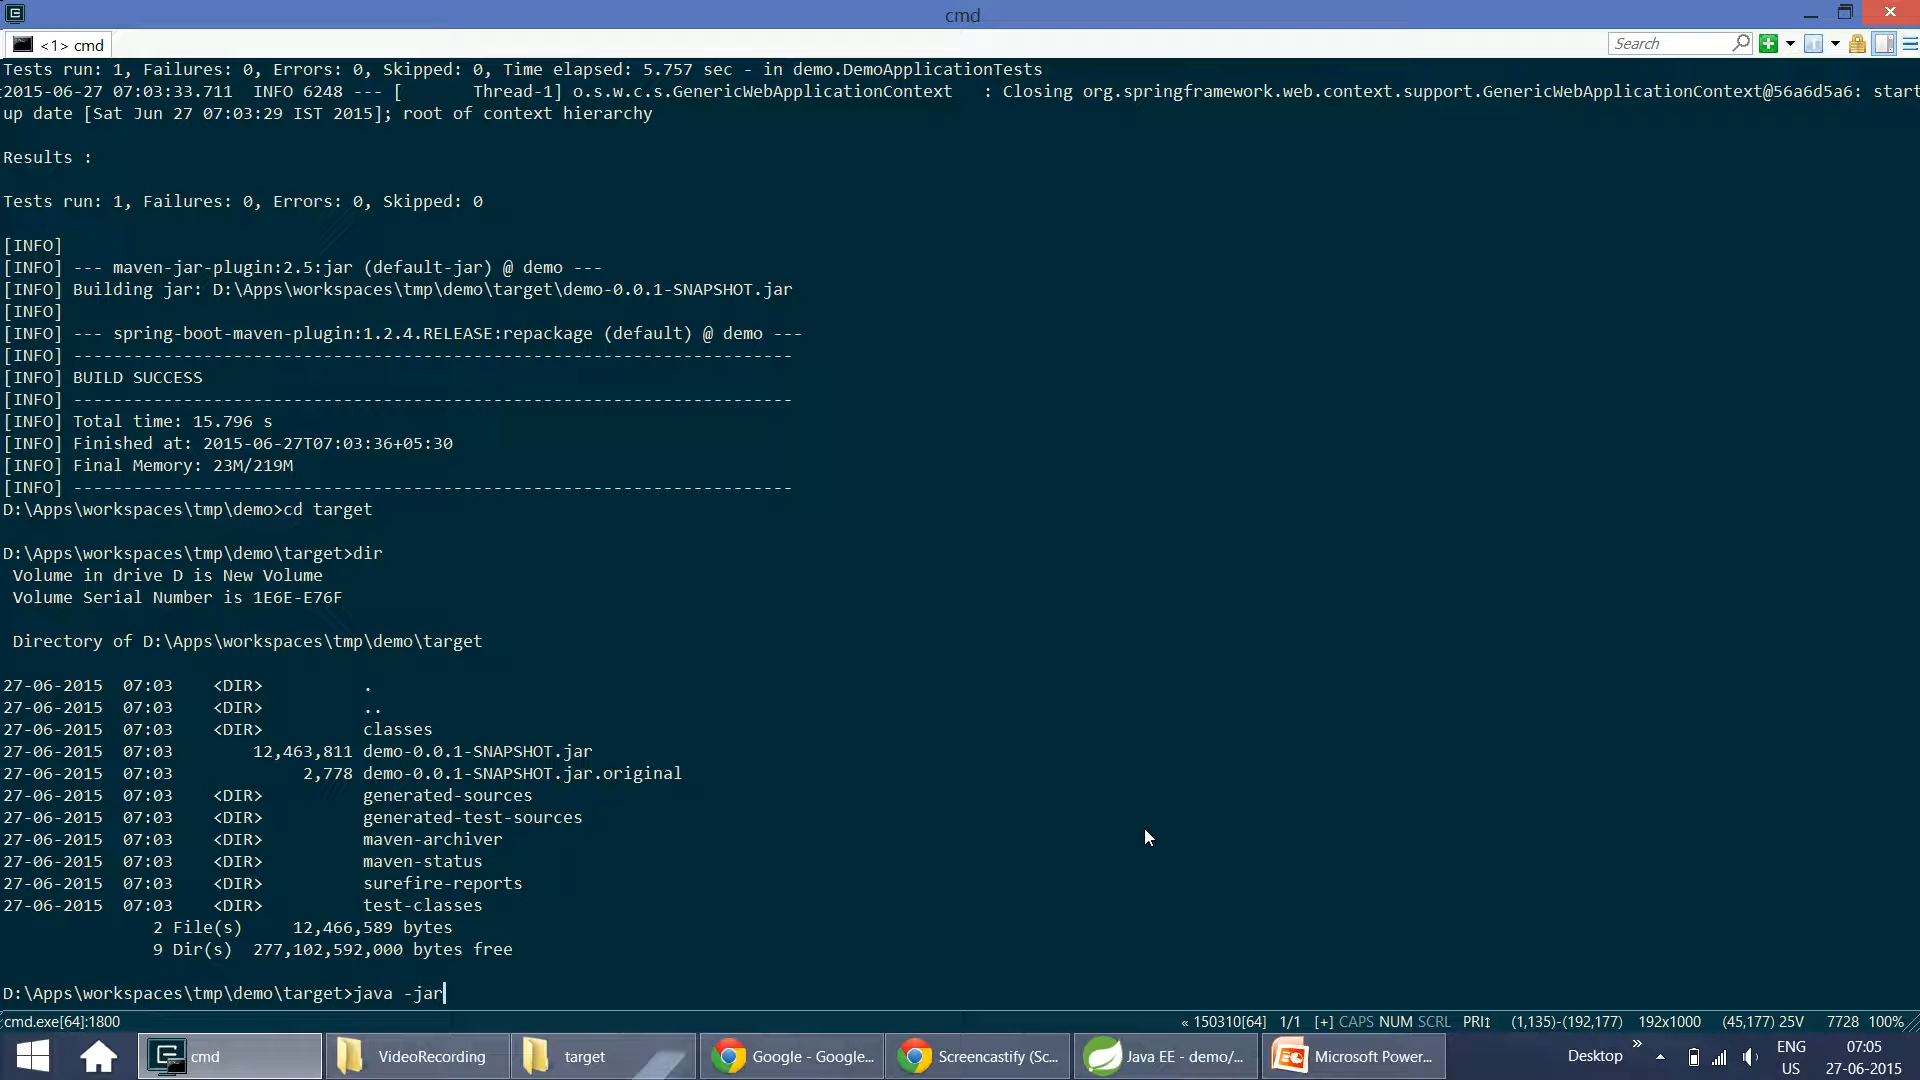 cmd
<1> cmd
Search
Tests run: 1, Failures: 0, Errors: 0, Skipped: 0, Time elapsed: 5.757 sec - in demo.DemoApplicationTests
2015-06-27 07:03:33.711  INFO 6248 --- [       Thread-1] o.s.w.c.s.GenericWebApplicationContext   : Closing org.springframework.web.context.support.GenericWebApplicationContext@56a6d5a6: start
up date [Sat Jun 27 07:03:29 IST 2015]; root of context hierarchy
Results :
Tests run: 1, Failures: 0, Errors: 0, Skipped: 0
[INFO]
[INFO] --- maven-jar-plugin:2.5:jar (default-jar) @ demo ---
[INFO] Building jar: D:\Apps\workspaces\tmp\demo\target\demo-0.0.1-SNAPSHOT.jar
[INFO]
[INFO] --- spring-boot-maven-plugin:1.2.4.RELEASE:repackage (default) @ demo ---
[INFO] ------------------------------------------------------------------------
[INFO] BUILD SUCCESS
[INFO] ------------------------------------------------------------------------
[INFO] Total time: 15.796 s
[INFO] Finished at: 2015-06-27T07:03:36+05:30
[INFO] Final Memory: 23M/219M
[INFO] ------------------------------------------------------------------------
D:\Apps\workspaces\tmp\demo>cd target
D:\Apps\workspaces\tmp\demo\target>dir
Volume in drive D is New Volume
Volume Serial Number is 1E6E-E76F
Directory of D:\Apps\workspaces\tmp\demo\target
27-06-2015  07:03    <DIR>          .
27-06-2015  07:03    <DIR>          ..
27-06-2015  07:03    <DIR>          classes
27-06-2015  07:03        12,463,811 demo-0.0.1-SNAPSHOT.jar
27-06-2015  07:03             2,778 demo-0.0.1-SNAPSHOT.jar.original
27-06-2015  07:03    <DIR>          generated-sources
27-06-2015  07:03    <DIR>          generated-test-sources
27-06-2015  07:03    <DIR>          maven-archiver
27-06-2015  07:03    <DIR>          maven-status
27-06-2015  07:03    <DIR>          surefire-reports
27-06-2015  07:03    <DIR>          test-classes
2 File(s)     12,466,589 bytes
9 Dir(s)  277,102,592,000 bytes free
D:\Apps\workspaces\tmp\demo\target>java -jar
cmd.exe[64]:1800 « 150310[64] 1/1 [+] CAPS NUM SCRL PRI↕ (1,135)-(192,177) 192x1000 (45,177) 25V 7728 100%
cmd VideoRecording target Google - Google... Screencastify (Sc... Java EE - demo/... Microsoft Power... Desktop » ENG 07:05
US 27-06-2015